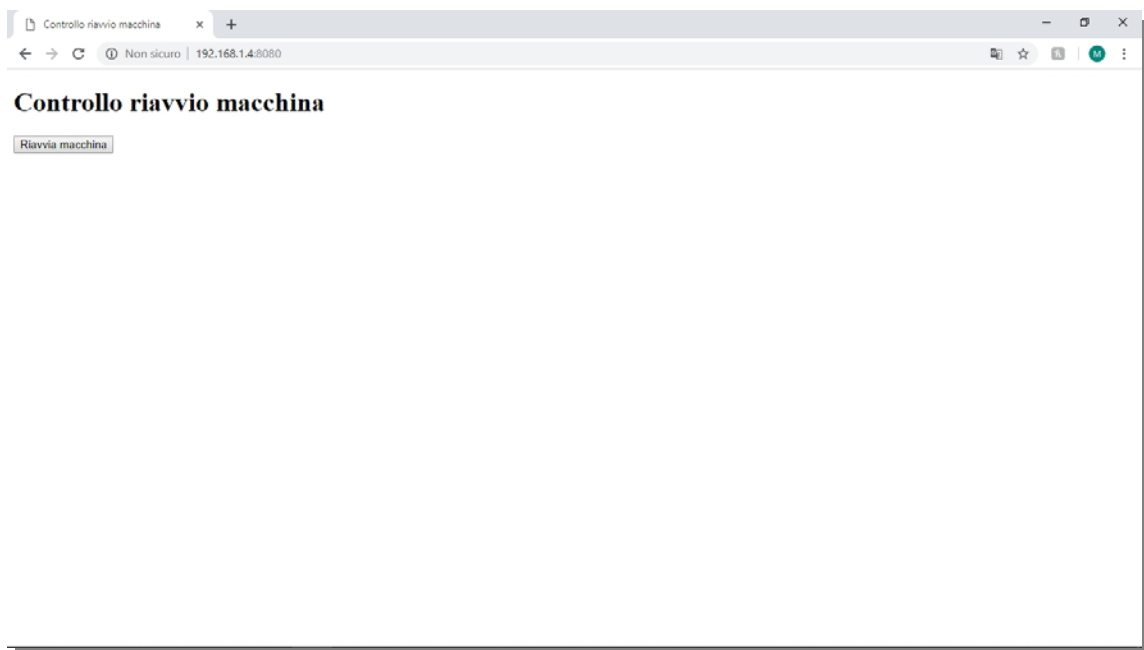 Controllo riavvio macchina
Non sicuro | 192.168.1.4:8080
M
Controllo riavvio macchina
Riavvia macchina